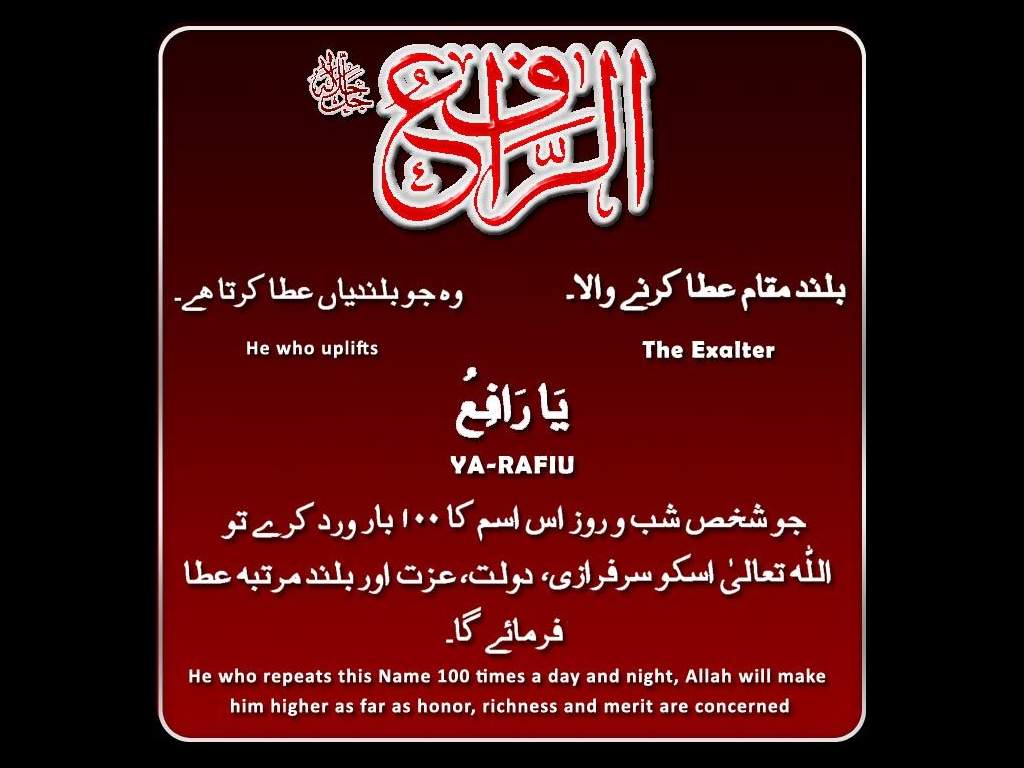 الرَّافِعُ
جل جلاله
بلند مقام عطا کرنے والا۔
وہ جو بلندیاں عطا کرتا ھے۔
The Exalter
He who uplifts
یَا رَافِعُ
YA-RAFIU
جو شخص شب و روز اس اسم کا ۱۰۰ بار ورد کرے تو
اللّٰہ تعالیٰ اسکو سرفرازی، دولت، عزت اور بلند مرتبہ عطا
فرمائے گا۔
He who repeats this Name 100 times a day and night, Allah will make
him higher as far as honor, richness and merit are concerned